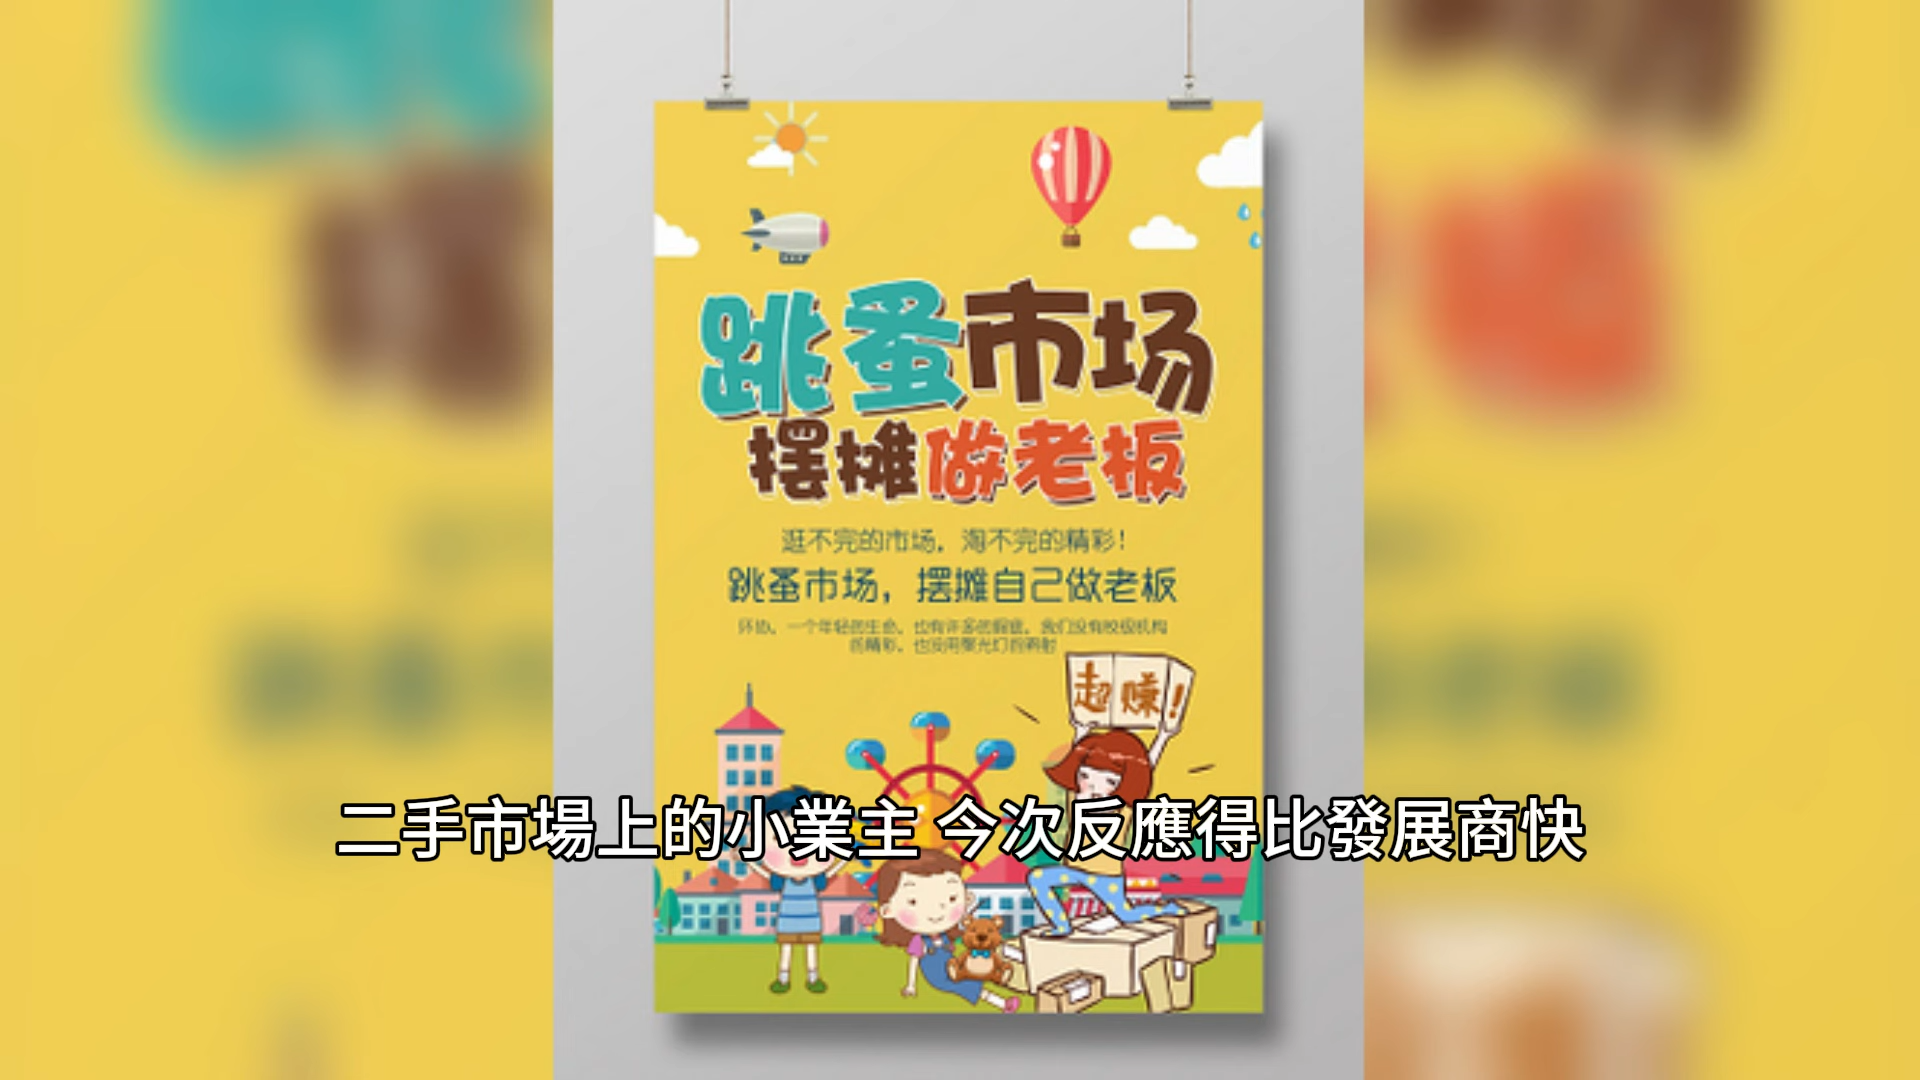 跳蚤市场
摆摊做老板
逛不完的市场，淘不完的精彩！
跳蚤市场，摆摊自己做老板
起赚！
二手市場上的小業主 今次反應得比發展商快